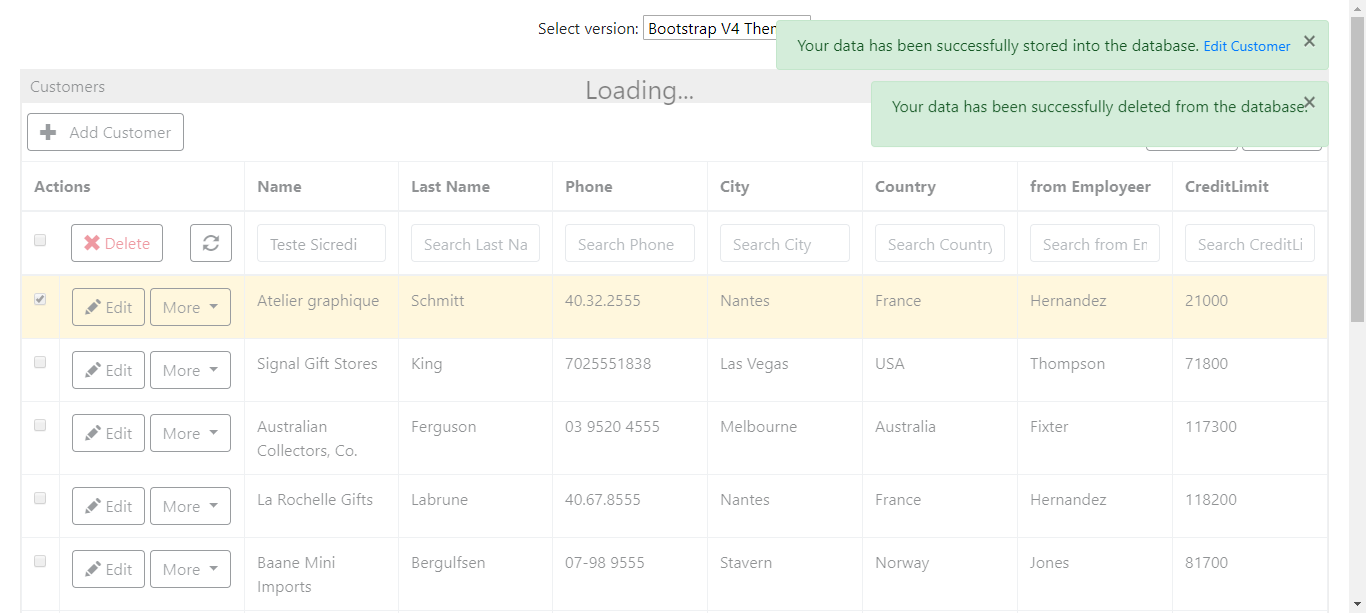 Select version: Bootstrap V4 Then
Your data has been successfully stored into the database. Edit Customer ×
Customers
Loading...
Your data has been successfully deleted from the database. ×
Add Customer
Actions Name Last Name Phone City Country from Employeer CreditLimit
Delete Teste Sicredi Search Last Na Search Phone Search City Search Country Search from En Search CreditLi
Edit More Atelier graphique Schmitt 40.32.2555 Nantes France Hernandez 21000
Edit More Signal Gift Stores King 7025551838 Las Vegas USA Thompson 71800
Edit More Australian Ferguson 03 9520 4555 Melbourne Australia Fixter 117300
Collectors, Co.
Edit More La Rochelle Gifts Labrune 40.67.8555 Nantes France Hernandez 118200
Edit More Baane Mini Bergulfsen 07-98 9555 Stavern Norway Jones 81700
Imports